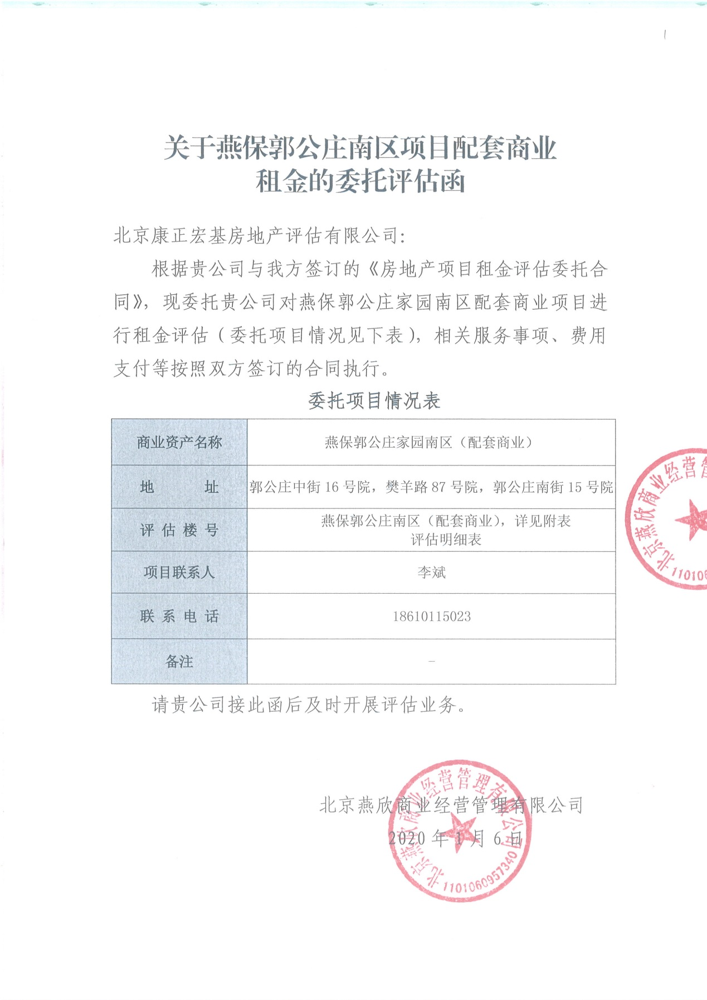 关于燕保郭公庄南区项目配套商业
租金的委托评估函
北京康正宏基房地产评估有限公司:
根据贵公司与我方签订的《房地产项目租金评估委托合
同》，现委托贵公司对燕保郭公庄家园南区配套商业项目进
行租金评估（委托项目情况见下表），相关服务事项、费用
支付等按照双方签订的合同执行。
委托项目情况表
商业资产名称 燕保郭公庄家园南区（配套商业）
地 址 郭公庄中街 16 号院，樊羊路 87 号院，郭公庄南街 15 号院
评 估 楼 号 燕保郭公庄南区（配套商业），详见附表
评估明细表
项目联系人 李斌
联 系 电 话 18610115023
备注 –
北京燕欣商业经营管
110106
请贵公司接此函后及时开展评估业务。
北京燕欣商业经营管理有限公司
2020 年 1 月 6 日
北京燕欣商业经营管理有限公司
1101060957340